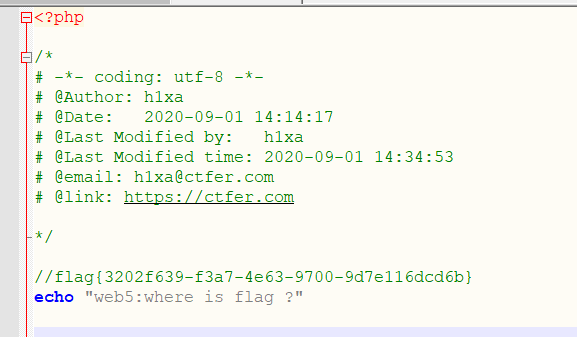 <?php
/*
# -*- coding: utf-8 -*-
# @Author: h1xa
# @Date:   2020-09-01 14:14:17
# @Last Modified by:   h1xa
# @Last Modified time: 2020-09-01 14:34:53
# @email: h1xa@ctfer.com
# @link: https://ctfer.com
*/
//flag{3202f639-f3a7-4e63-9700-9d7e116dcd6b}
echo "web5:where is flag ?"